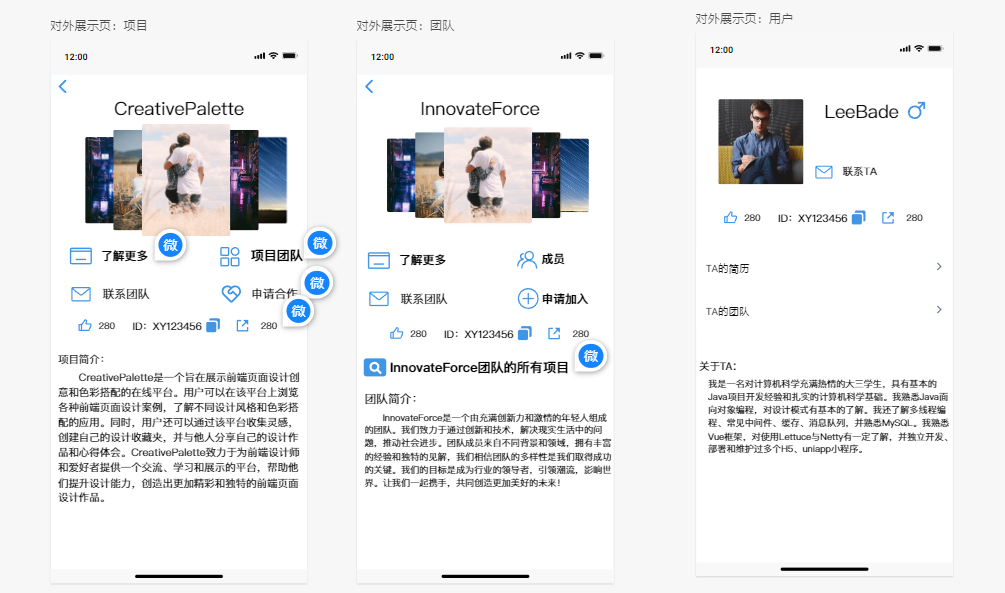 对外展示页：项目
12:00
CreativePalette
了解更多
微
项目团队
微
联系团队
申请合作
微
280
ID：XY123456
280
微
项目简介：
CreativePalette是一个旨在展示前端页面设计创
意和色彩搭配的在线平台。用户可以在该平台上浏览
各种前端页面设计案例，了解不同设计风格和色彩搭
配的应用。同时，用户还可以通过该平台收集灵感，
创建自己的设计收藏夹，并与他人分享自己的设计作
品和心得体会。CreativePalette致力于为前端设计师
和爱好者提供一个交流、学习和展示的平台，帮助他
们提升设计能力，创造出更加精彩和独特的前端页面
设计作品。
对外展示页：团队
12:00
InnovateForce
了解更多
成员
联系团队
申请加入
280
ID：XY123456
280
微
InnovateForce团队的所有项目
团队简介：
InnovateForce是一个由充满创新力和激情的年轻人组成
的团队。我们致力于通过创新和技术，解决现实生活中的问
题，推动社会进步。团队成员来自不同背景和领域，拥有丰富
的经验和独特的见解，我们相信团队的多样性是我们取得成功
的关键。我们的目标是成为行业的领导者，引领潮流，影响世
界。让我们一起携手，共同创造更加美好的未来！
对外展示页：用户
12:00
LeeBade
联系TA
280
ID：XY123456
280
TA的简历
TA的团队
关于TA：
我是一名对计算机科学充满热情的大三学生，具有基本的
Java项目开发经验和扎实的计算机科学基础。我熟悉Java面
向对象编程，对设计模式有基本的了解。我还了解多线程编
程、常见中间件、缓存、消息队列，并熟悉MySQL。我熟悉
Vue框架，对使用Lettuce与Netty有一定了解，并独立开发、
部署和维护过多个H5、uniapp小程序。